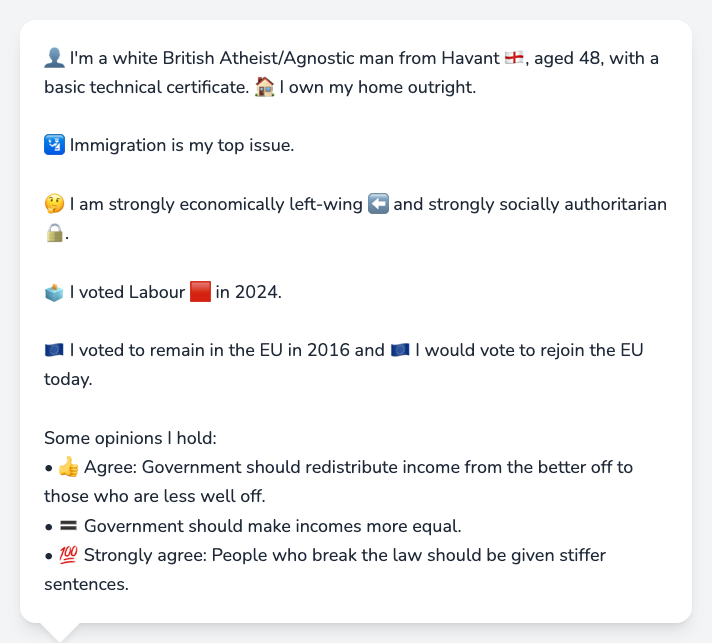 👤 I'm a white British Atheist/Agnostic man from Havant 🏴󠁧󠁢󠁥󠁮󠁧󠁿, aged 48, with a
basic technical certificate. 🏠 I own my home outright.
🛂 Immigration is my top issue.
🤔 I am strongly economically left-wing ⬅️ and strongly socially authoritarian
🔒.
🗳️ I voted Labour 🟥 in 2024.
🇪🇺 I voted to remain in the EU in 2016 and 🇪🇺 I would vote to rejoin the EU
today.
Some opinions I hold:
• 👍 Agree: Government should redistribute income from the better off to
those who are less well off.
• 🟰 Government should make incomes more equal.
• 💯 Strongly agree: People who break the law should be given stiffer
sentences.